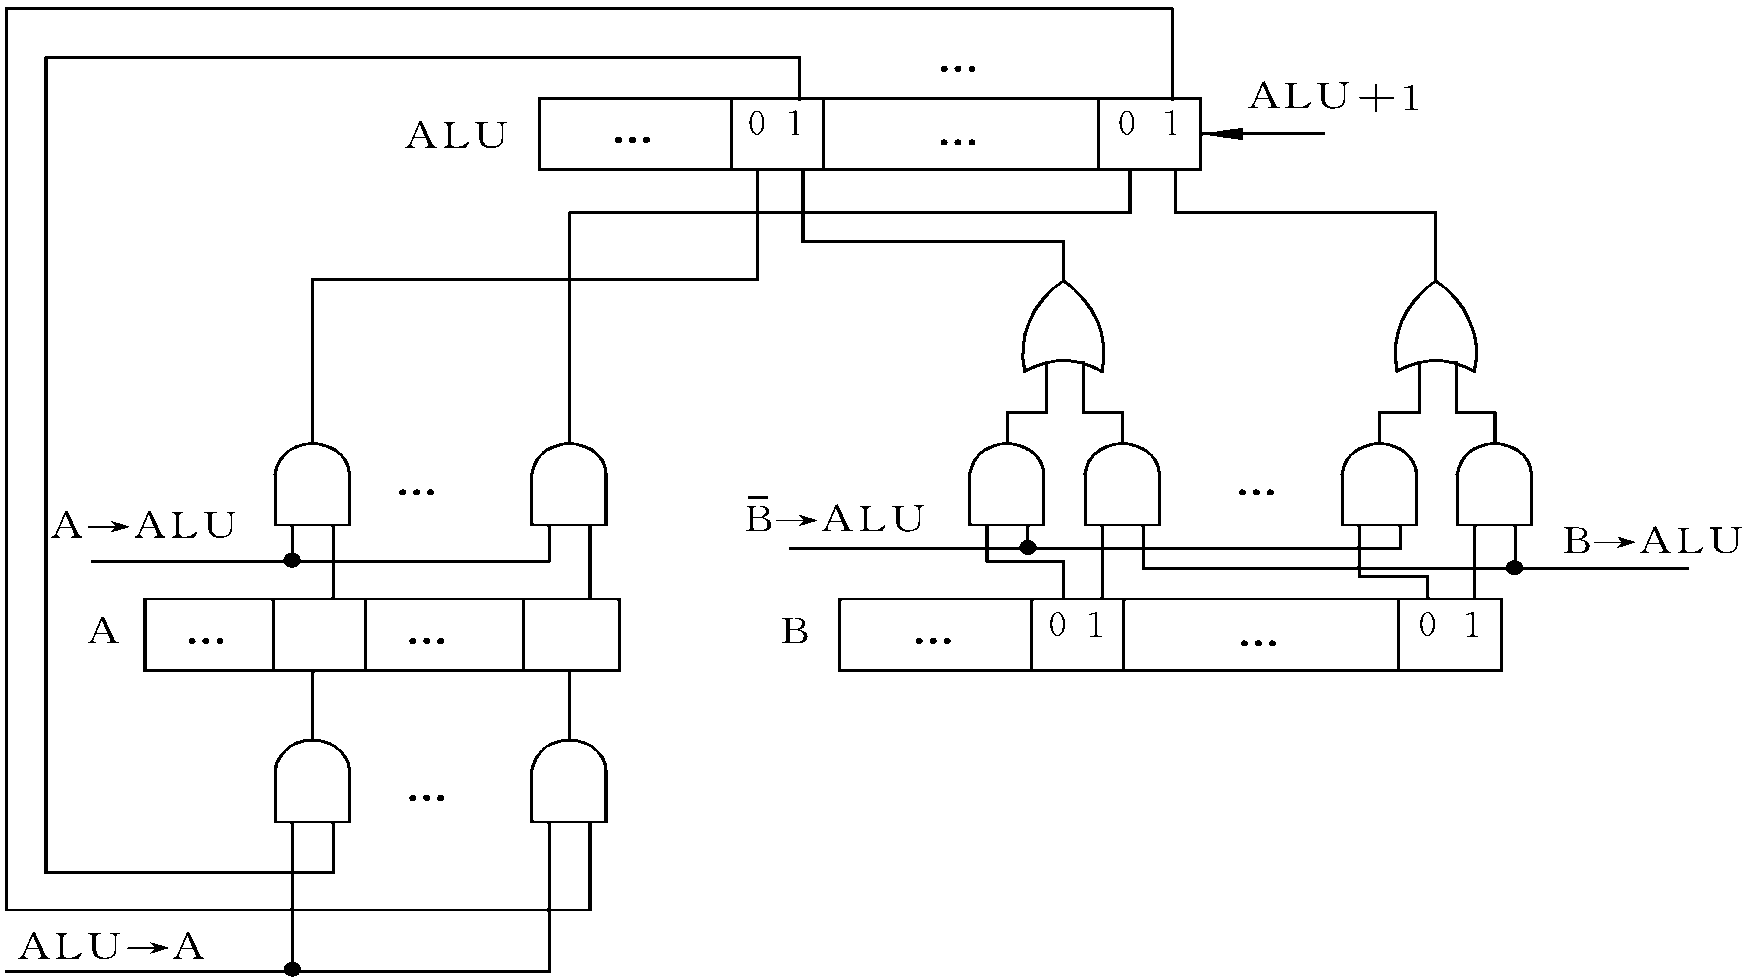 …
ALU+1
ALU … 0 1 … 0 1
… …
A→ALU B̄→ALU B→ALU
A … … B … 0 1 … 0 1
…
ALU→A